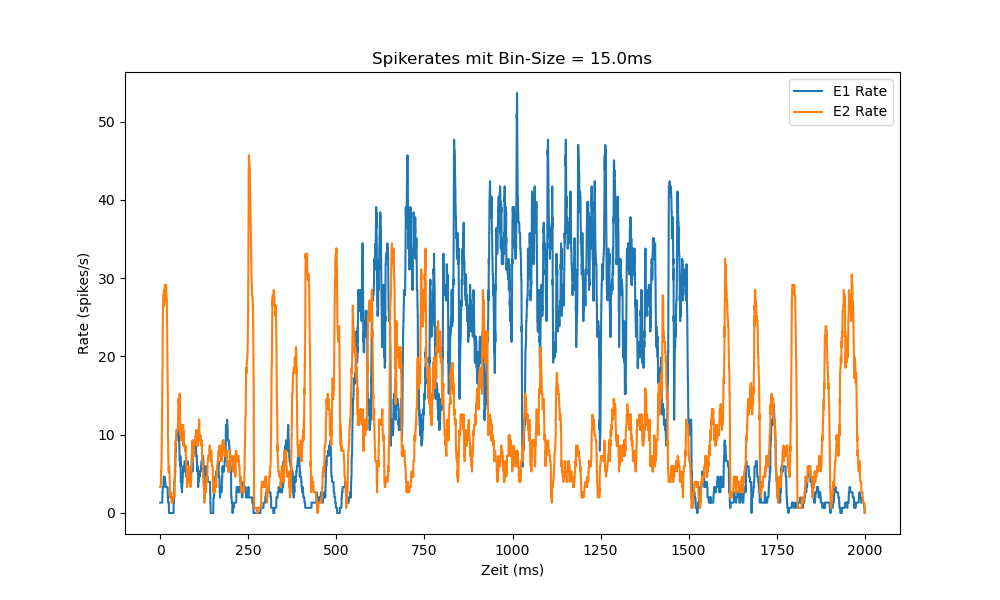 Spikerates mit Bin-Size = 15.0ms
E1 Rate
E2 Rate
50
40
30
20
10
0
Rate (spikes/s)
0 250 500 750 1000 1250 1500 1750 2000
Zeit (ms)